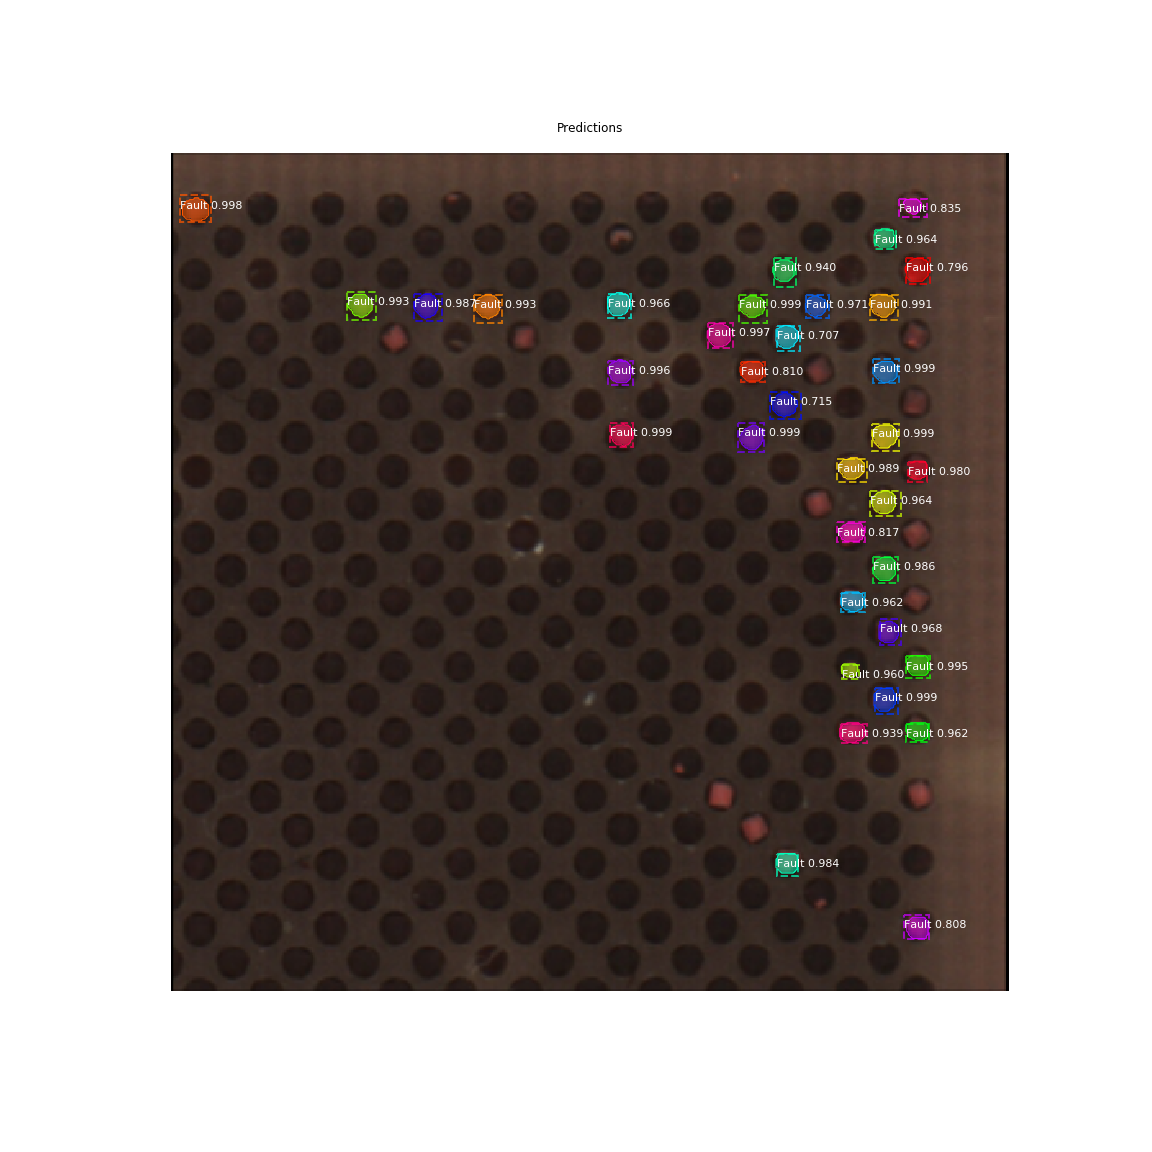 Predictions
Fault 0.998
Fault 0.835
Fault 0.964
Fault 0.940
Fault 0.796
Fault 0.993
Fault 0.987
Fault 0.993
Fault 0.966
Fault 0.999
Fault 0.971
Fault 0.991
Fault 0.997
Fault 0.707
Fault 0.996
Fault 0.810
Fault 0.999
Fault 0.715
Fault 0.999
Fault 0.999
Fault 0.999
Fault 0.989
Fault 0.980
Fault 0.964
Fault 0.817
Fault 0.986
Fault 0.962
Fault 0.968
Fault 0.960
Fault 0.995
Fault 0.999
Fault 0.939
Fault 0.962
Fault 0.984
Fault 0.808